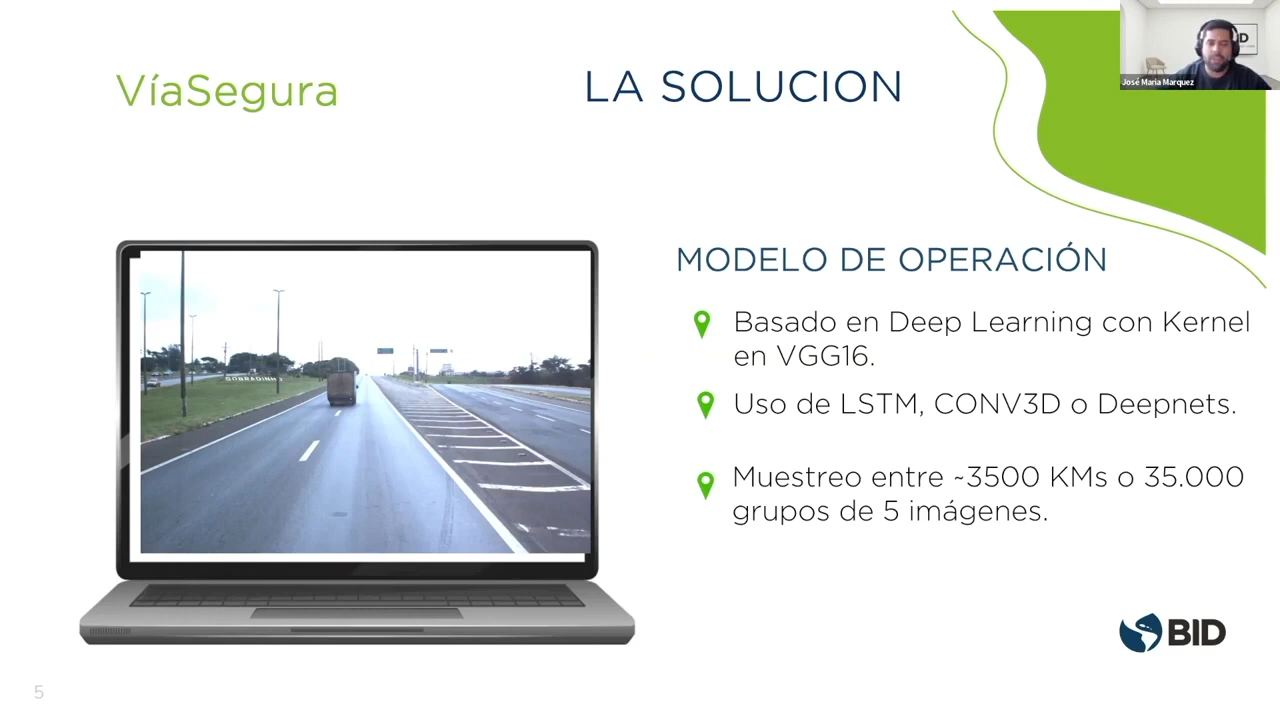 VíaSegura
LA SOLUCION
José Maria Marquez
MODELO DE OPERACIÓN
Basado en Deep Learning con Kernel
en VGG16.
Uso de LSTM, CONV3D o Deepnets.
Muestreo entre ~3500 KMs o 35.000
grupos de 5 imágenes.
BID
5